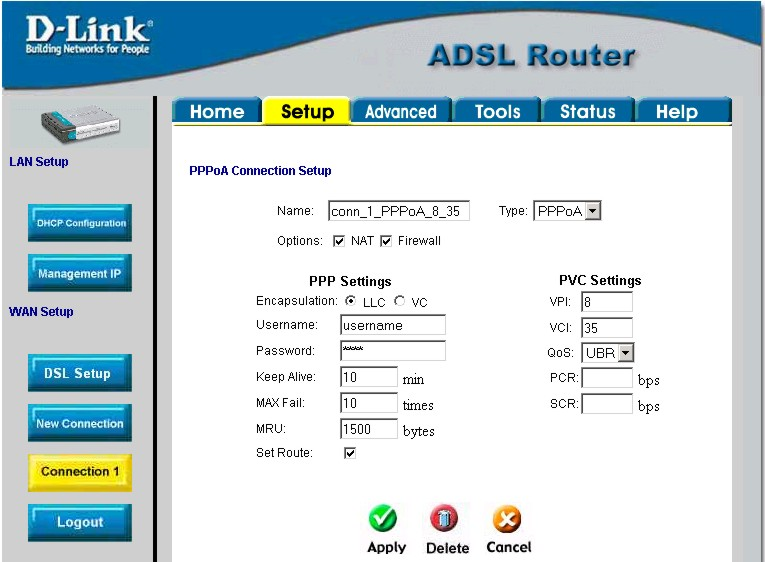 D-Link
Building Networks for People
ADSL Router
Home Setup Advanced Tools Status Help
LAN Setup
DHCP Configuration
Management IP
WAN Setup
DSL Setup
New Connection
Connection 1
Logout
PPPoA Connection Setup
Name: conn_1_PPPoA_8_35 Type: PPPoA
Options: NAT Firewall
PPP Settings
Encapsulation: LLC VC
Username: username
Password: ****
Keep Alive: 10 min
MAX Fail: 10 times
MRU: 1500 bytes
Set Route:
PVC Settings
VPI: 8
VCI: 35
QoS: UBR
PCR: bps
SCR: bps
Apply Delete Cancel